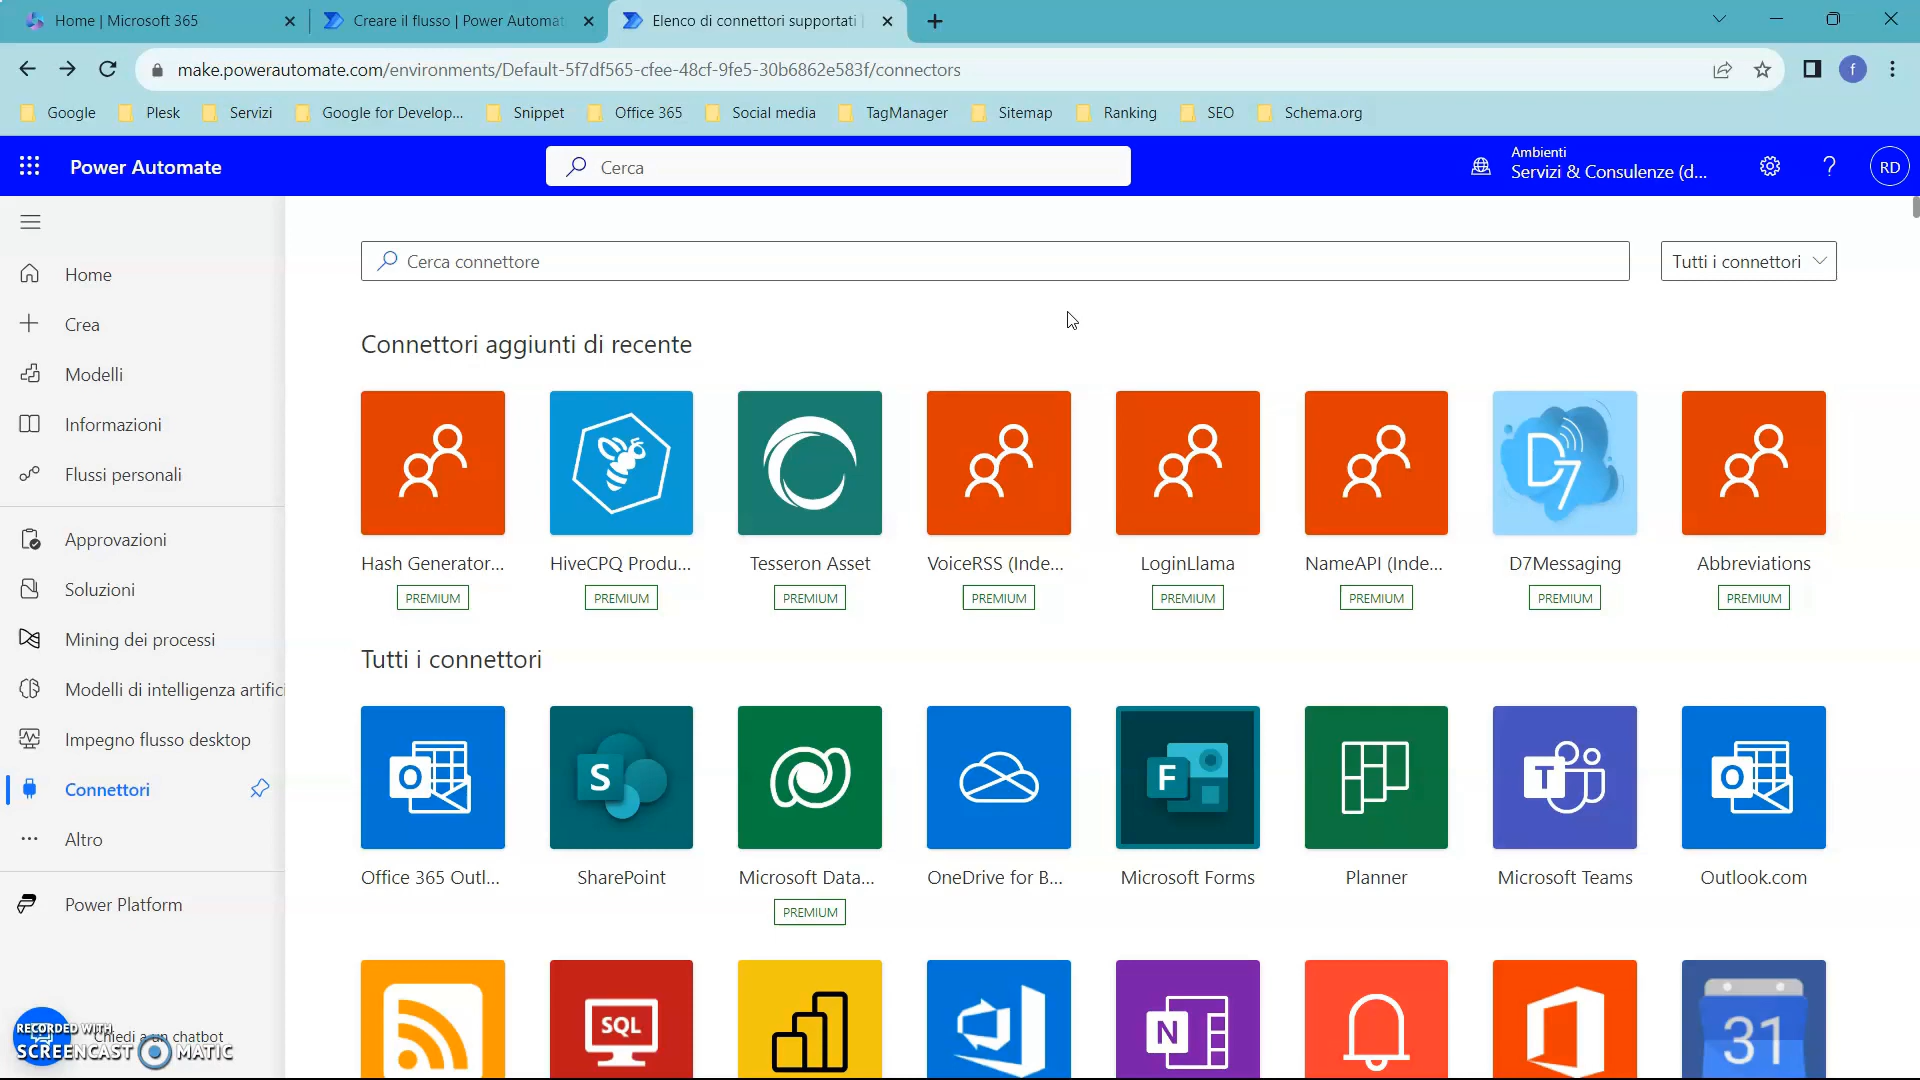 Home | Microsoft 365
Creare il flusso | Power Automat
Elenco di connettori supportati |
make.powerautomate.com/environments/Default-5f7df565-cfee-48cf-9fe5-30b6862e583f/connectors
f
Google
Plesk
Servizi
Google for Develop...
Snippet
Office 365
Social media
TagManager
Sitemap
Ranking
SEO
Schema.org
Power Automate
Cerca
Ambienti
Servizi & Consulenze (d...
?
RD
Home
Crea
Modelli
Informazioni
Flussi personali
Approvazioni
Soluzioni
Mining dei processi
Modelli di intelligenza artifici
Impegno flusso desktop
Connettori
Altro
Power Platform
Chiedi a un chatbot
RECORDED WITH
SCREENCAST MATIC
Cerca connettore
Tutti i connettori
Connettori aggiunti di recente
D7
Hash Generator...
HiveCPQ Produ...
Tesseron Asset
VoiceRSS (Inde...
LoginLlama
NameAPI (Inde...
D7Messaging
Abbreviations
PREMIUM
PREMIUM
PREMIUM
PREMIUM
PREMIUM
PREMIUM
PREMIUM
PREMIUM
Tutti i connettori
O
S
F
T
O
Office 365 Outl...
SharePoint
Microsoft Data...
OneDrive for B...
Microsoft Forms
Planner
Microsoft Teams
Outlook.com
PREMIUM
SQL
N
31